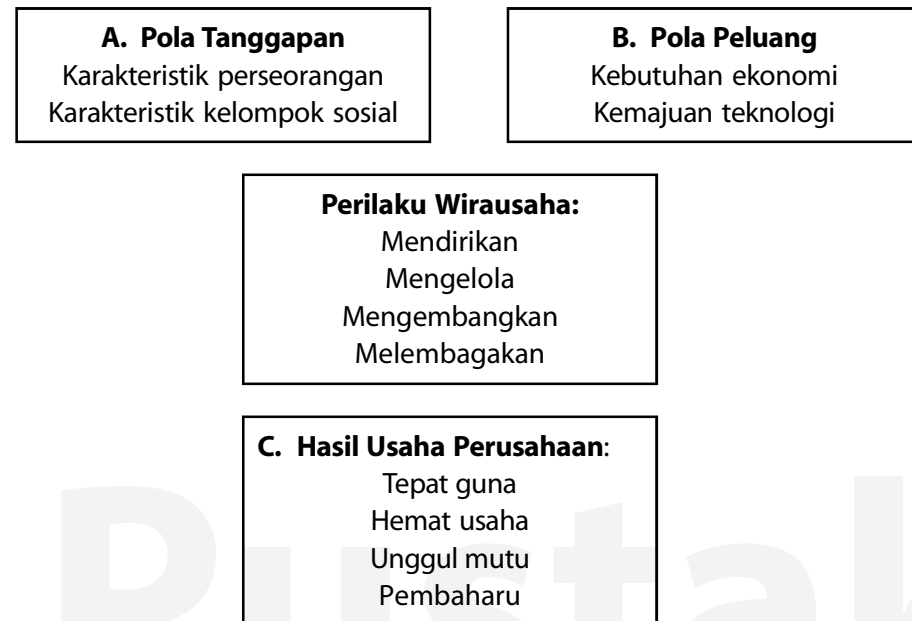 A. Pola Tanggapan
Karakteristik perseorangan
Karakteristik kelompok sosial
B. Pola Peluang
Kebutuhan ekonomi
Kemajuan teknologi
Perilaku Wirausaha:
Mendirikan
Mengelola
Mengembangkan
Melembagakan
C. Hasil Usaha Perusahaan:
Tepat guna
Hemat usaha
Unggul mutu
Pembaharu